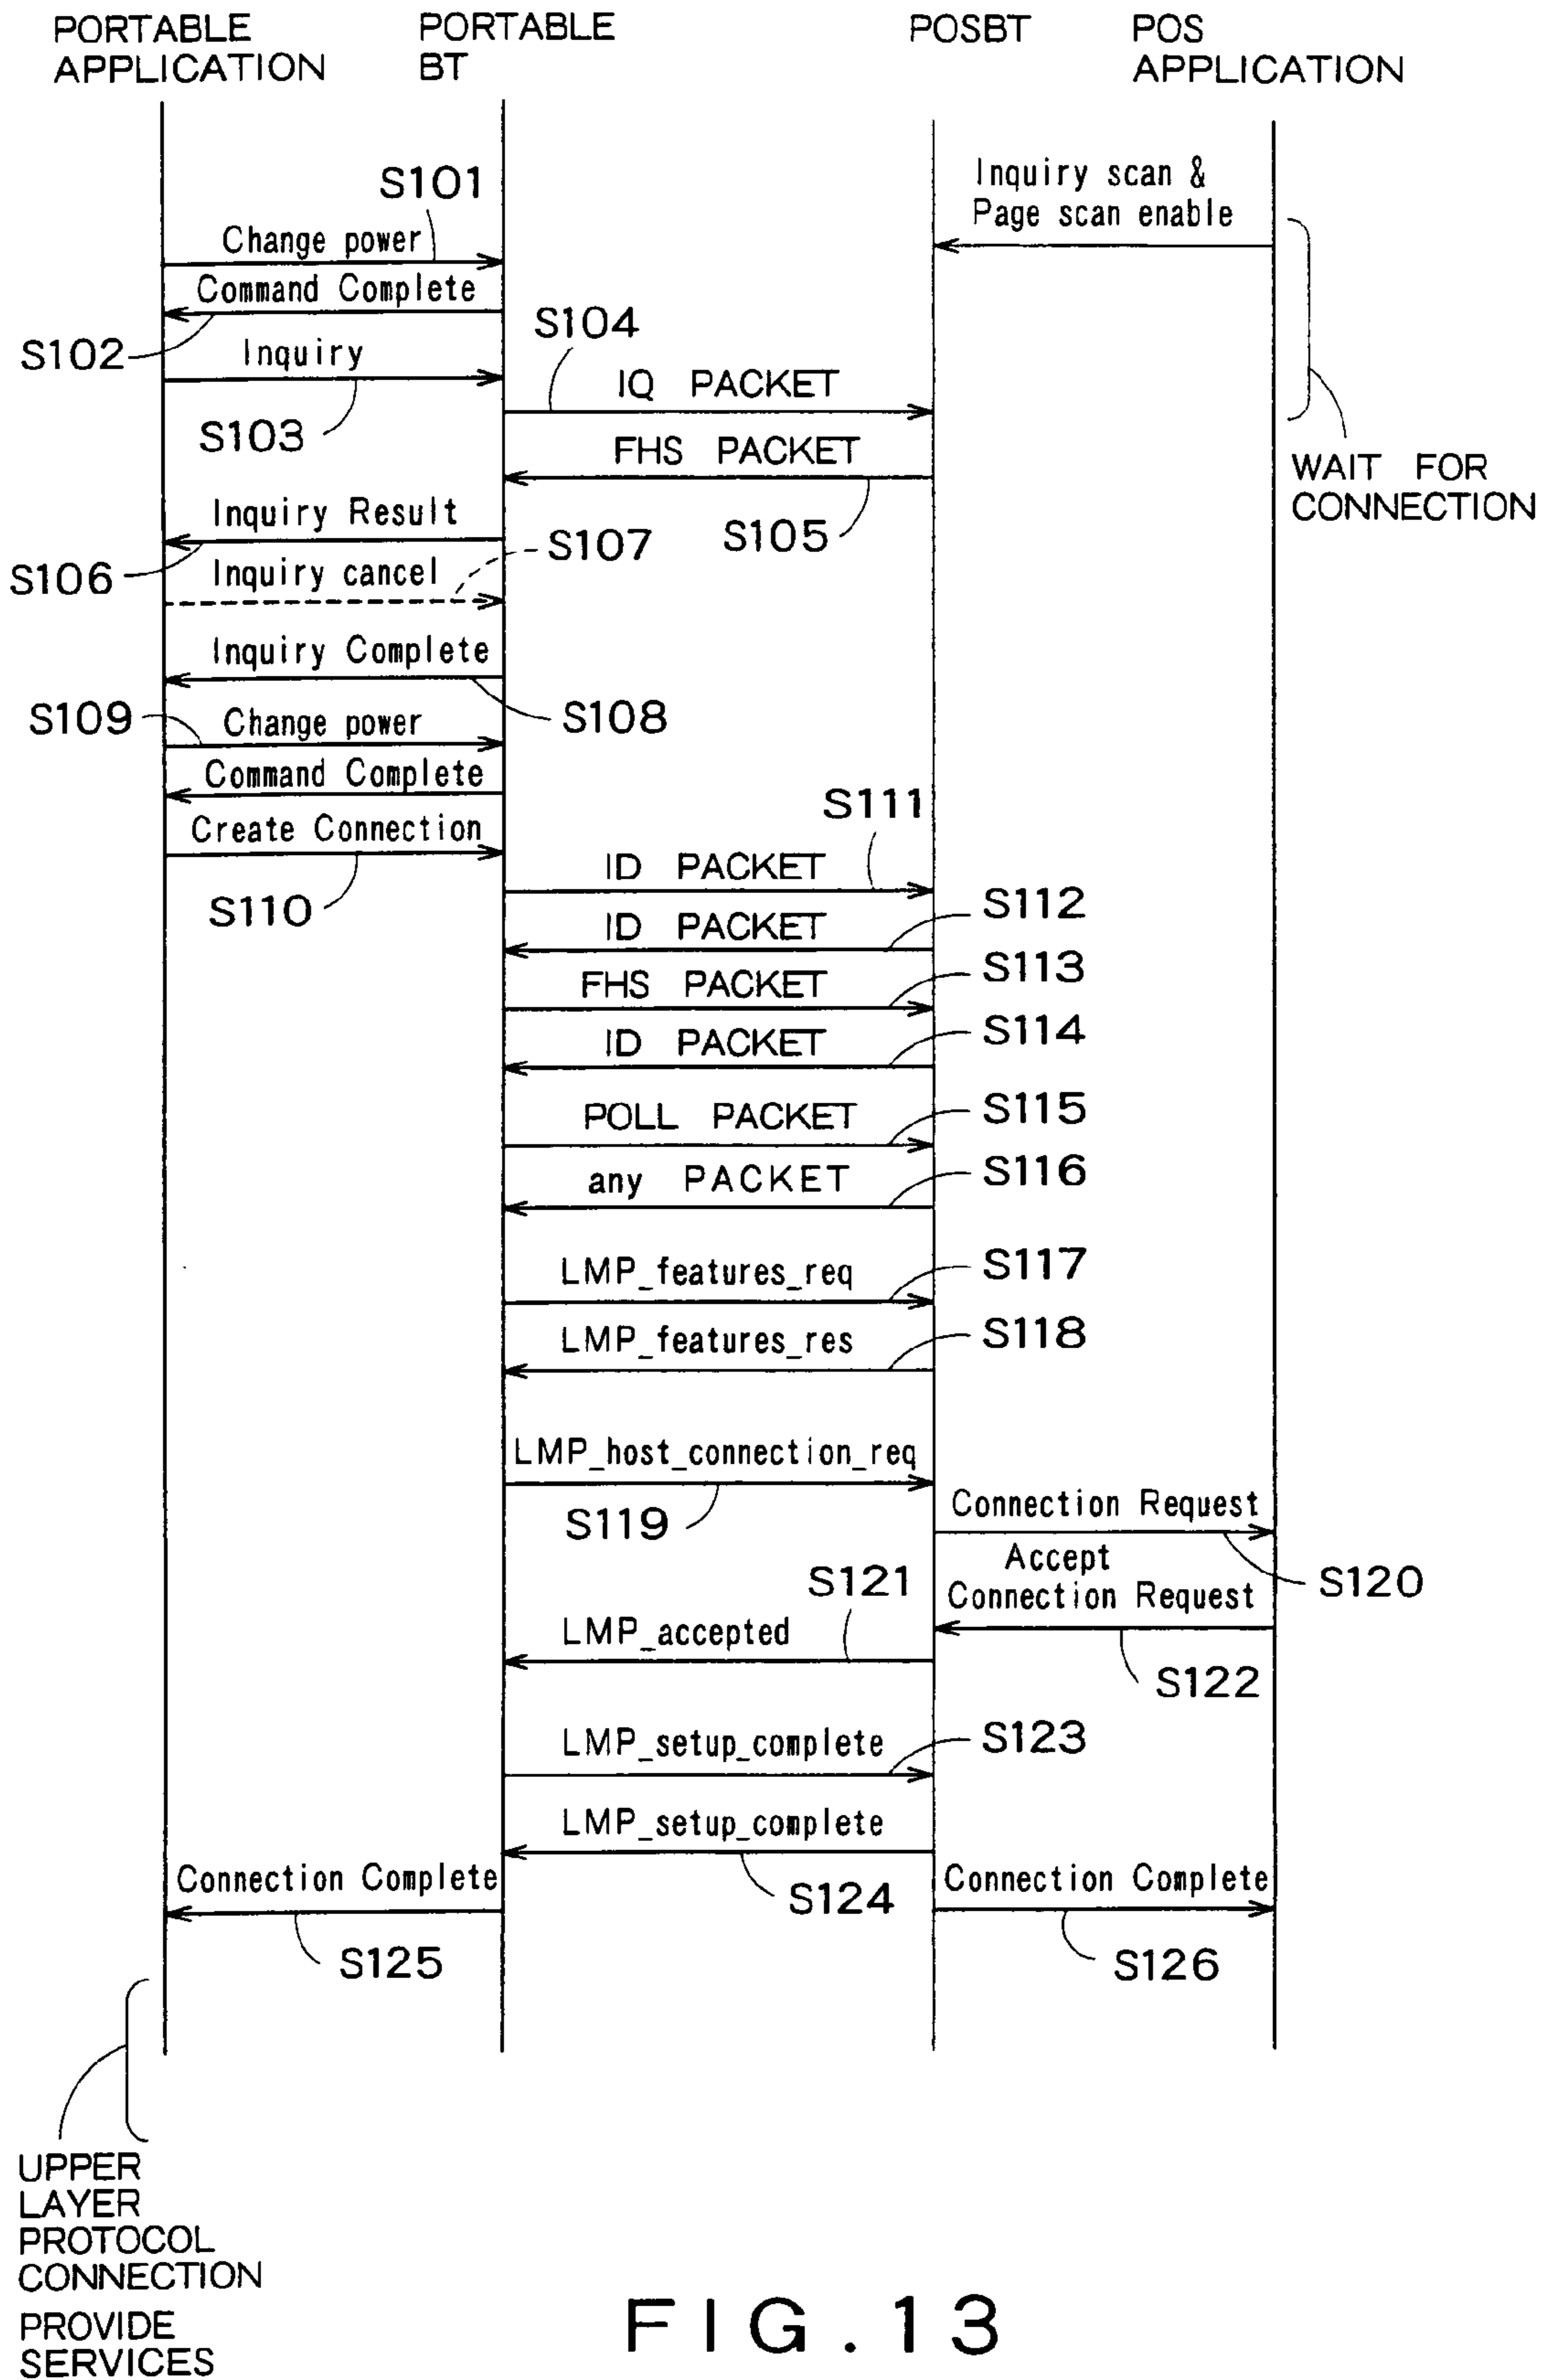 PORTABLE APPLICATION
PORTABLE BT
POSBT
POS APPLICATION
Inquiry scan &
Page scan enable
S101
Change power
Command Complete
S102
Inquiry
S104
IQ PACKET
S103
FHS PACKET
WAIT FOR
CONNECTION
S105
Inquiry Result
S107
S106
Inquiry cancel
Inquiry Complete
S109
S108
Change power
Command Complete
S111
Create Connection
ID PACKET
S110
S112
ID PACKET
S113
FHS PACKET
S114
ID PACKET
S115
POLL PACKET
S116
any PACKET
S117
LMP_features_req
S118
LMP_features_res
LMP_host_connection_req
S119
Connection Request
Accept
Connection Request
S120
S121
LMP_accepted
S122
S123
LMP_setup_complete
LMP_setup_complete
Connection Complete
S124
Connection Complete
S125
S126
UPPER
LAYER
PROTOCOL
CONNECTION
PROVIDE
SERVICES
FIG.13